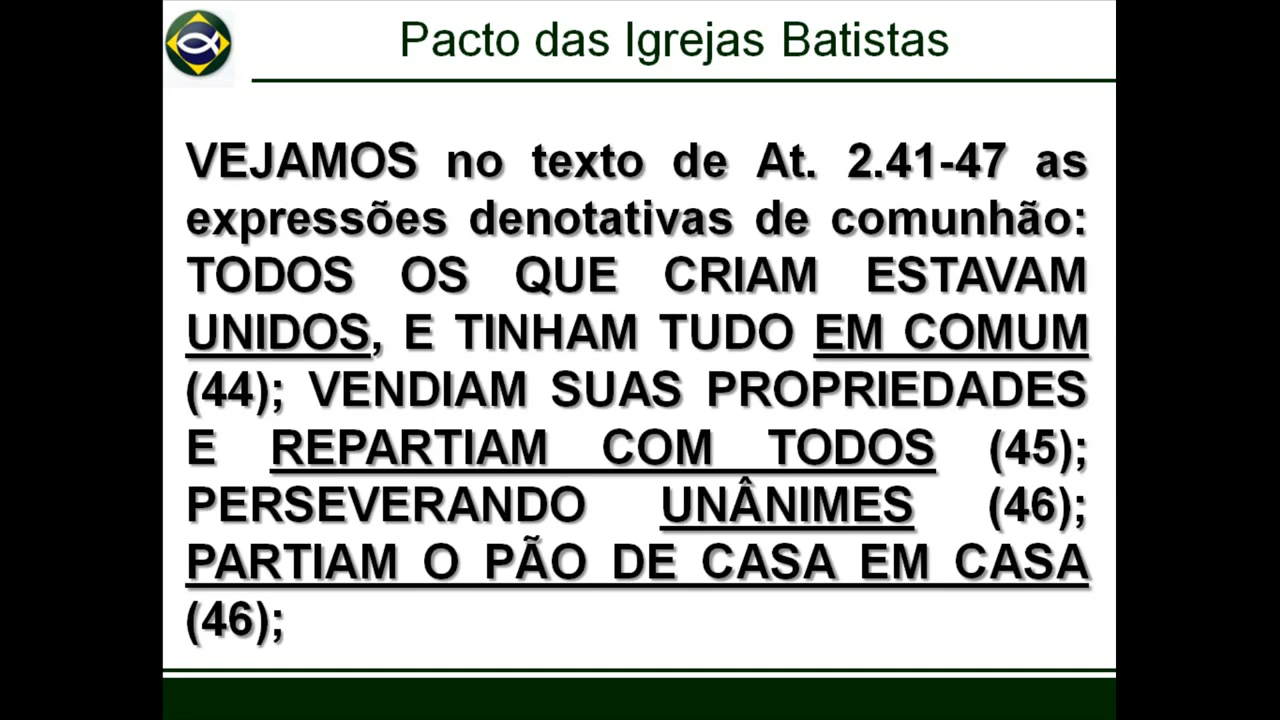 Pacto das Igrejas Batistas
VEJAMOS no texto de At. 2.41-47 as
expressões denotativas de comunhão:
TODOS OS QUE CRIAM ESTAVAM
UNIDOS, E TINHAM TUDO EM COMUM
(44); VENDIAM SUAS PROPRIEDADES
E REPARTIAM COM TODOS (45);
PERSEVERANDO UNÂNIMES (46);
PARTIAM O PÃO DE CASA EM CASA
(46);